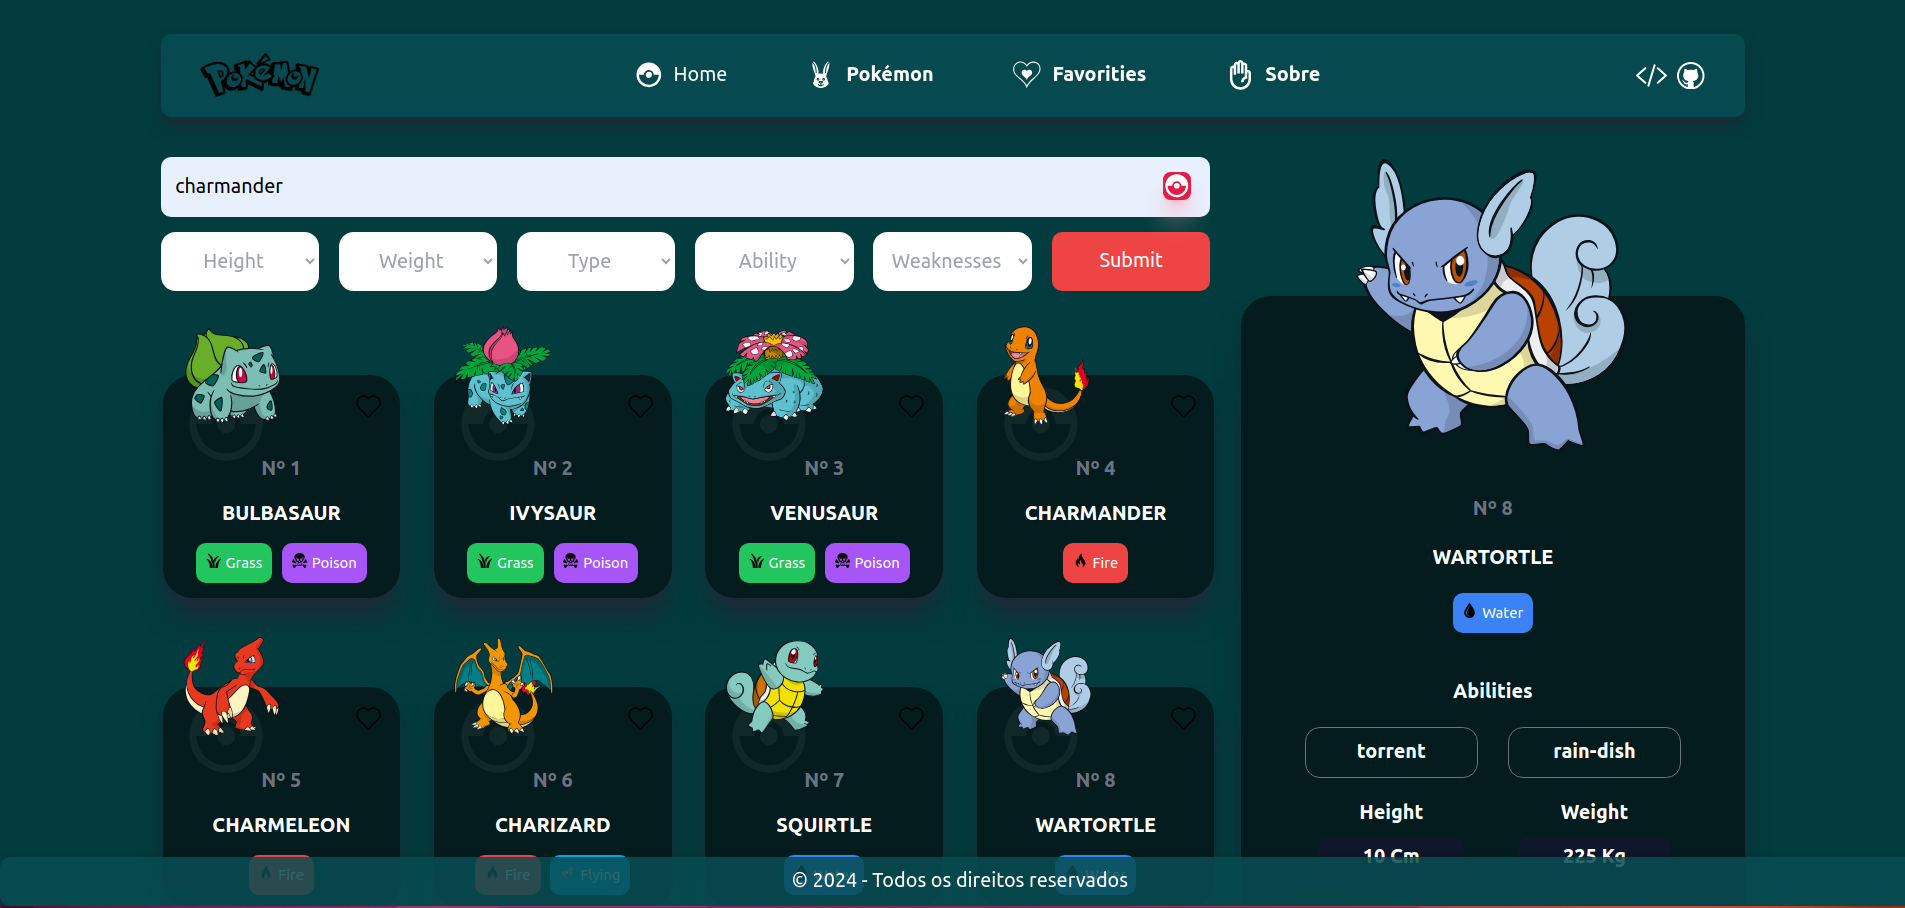 POKéMON
Home
Pokémon
Favorities
Sobre
charmander
Height
Weight
Type
Ability
Weaknesses
Submit
Nº 1
BULBASAUR
Grass
Poison
Nº 2
IVYSAUR
Grass
Poison
Nº 3
VENUSAUR
Grass
Poison
Nº 4
CHARMANDER
Fire
Nº 5
CHARMELEON
Fire
Nº 6
CHARIZARD
Fire
Flying
Nº 7
SQUIRTLE
Nº 8
WARTORTLE
Nº 8
WARTORTLE
Water
Abilities
torrent
rain-dish
Height
Weight
10 Cm
225 Kg
© 2024 - Todos os direitos reservados